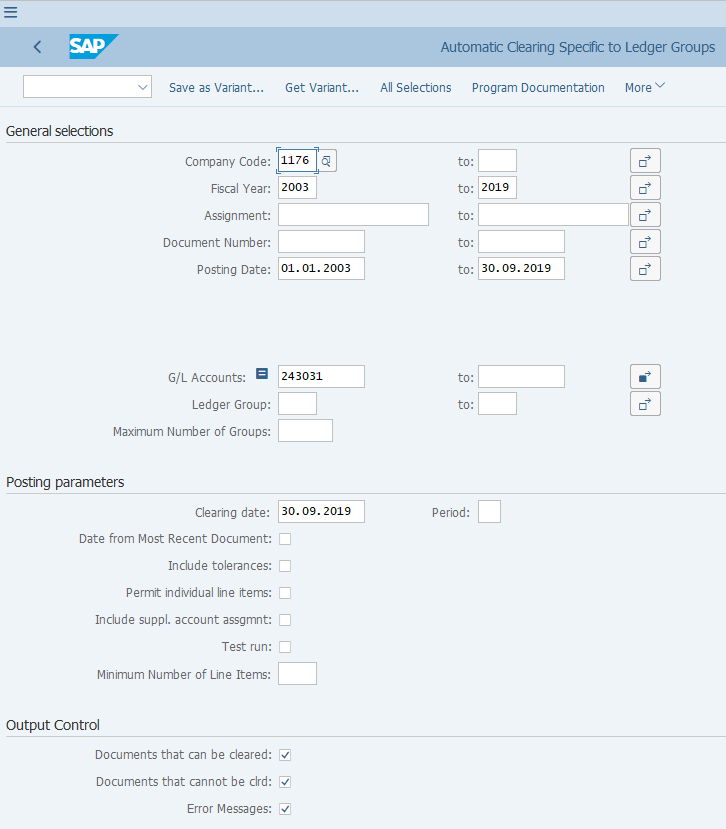 SAP Automatic Clearing Specific to Ledger Groups
Save as Variant... Get Variant... All Selections Program Documentation More
General selections
Company Code: 1176 to:
Fiscal Year: 2003 to: 2019
Assignment: to:
Document Number: to:
Posting Date: 01.01.2003 to: 30.09.2019
G/L Accounts: 243031 to:
Ledger Group: to:
Maximum Number of Groups:
Posting parameters
Clearing date: 30.09.2019 Period:
Date from Most Recent Document:
Include tolerances:
Permit individual line items:
Include suppl. account assgmnt:
Test run:
Minimum Number of Line Items:
Output Control
Documents that can be cleared:
Documents that cannot be clrd:
Error Messages: